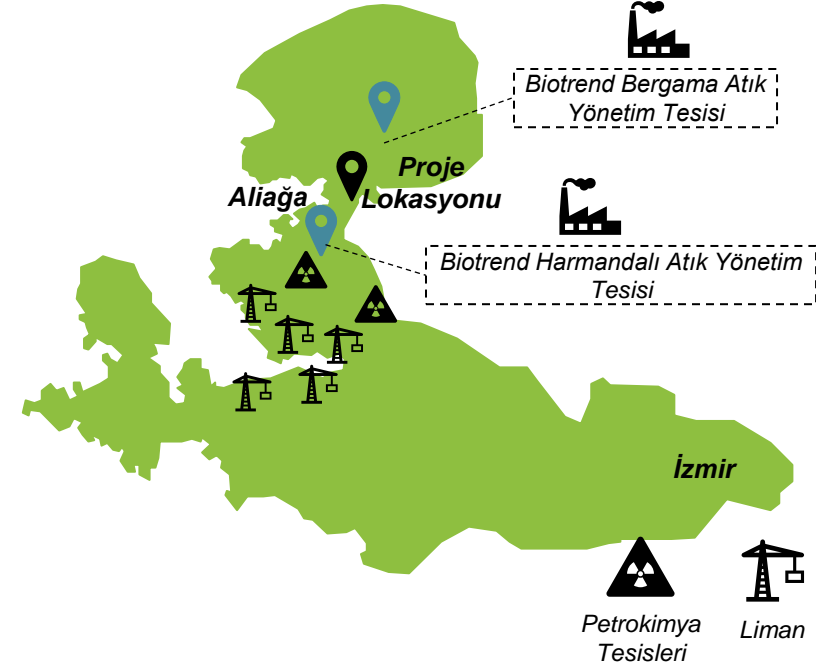 Biotrend Bergama Atık
Yönetim Tesisi
Proje
Lokasyonu
Aliağa
Biotrend Harmandalı Atık Yönetim
Tesisi
İzmir
Petrokimya
Tesisleri
Liman